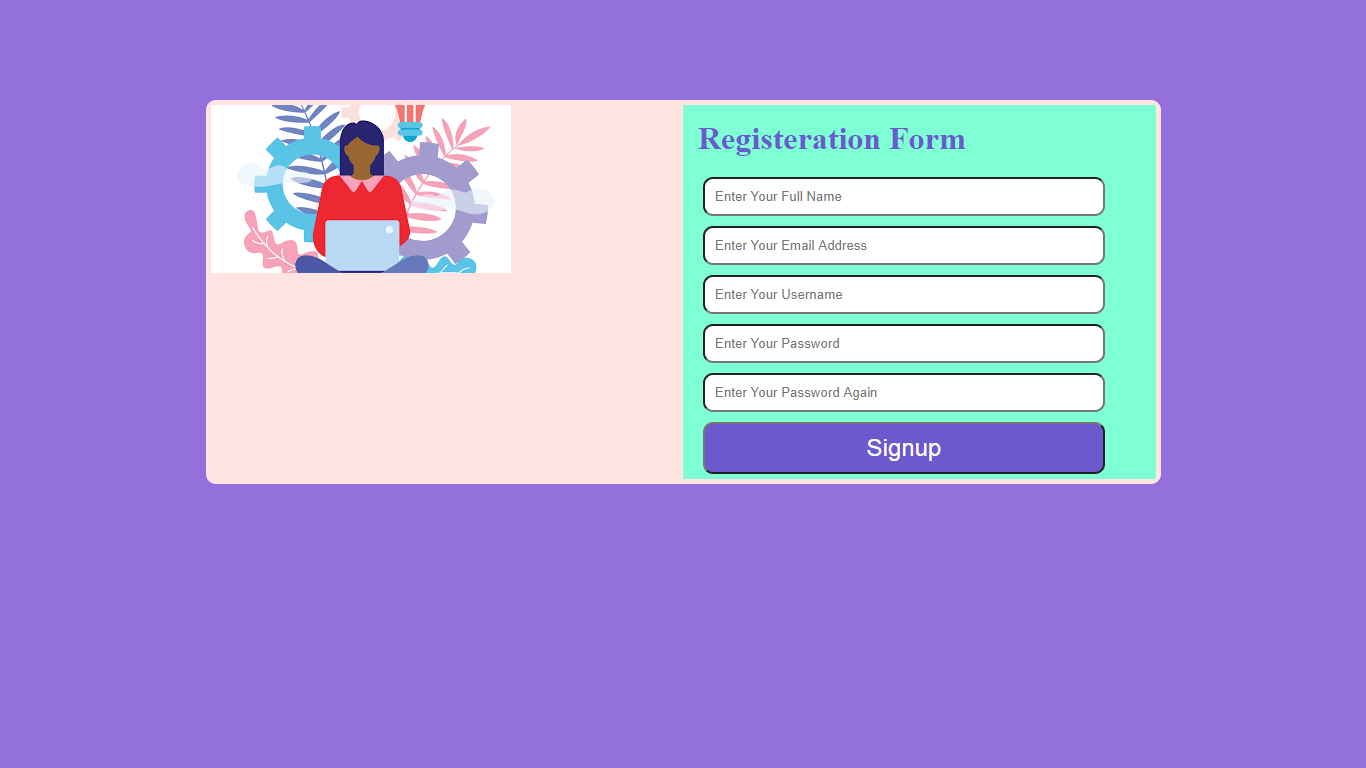 Registeration Form
Enter Your Full Name
Enter Your Email Address
Enter Your Username
Enter Your Password
Enter Your Password Again
Signup